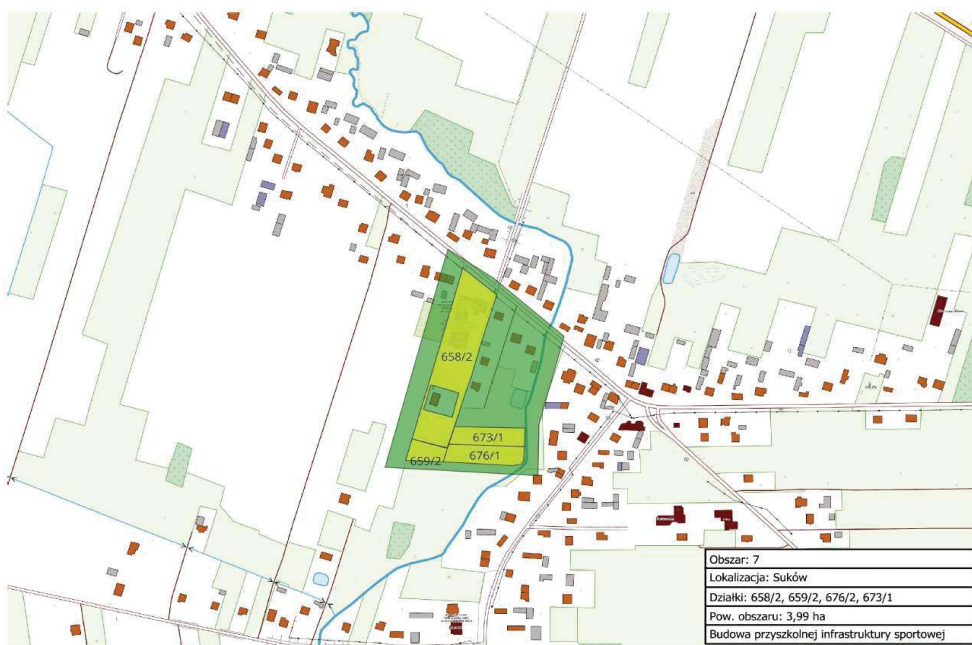 658/2
673/1
659/2
676/1
Obszar: 7
Lokalizacja: Suków
Działki: 658/2, 659/2, 676/2, 673/1
Pow. obszaru: 3,99 ha
Budowa przyszkolnej infrastruktury sportowej